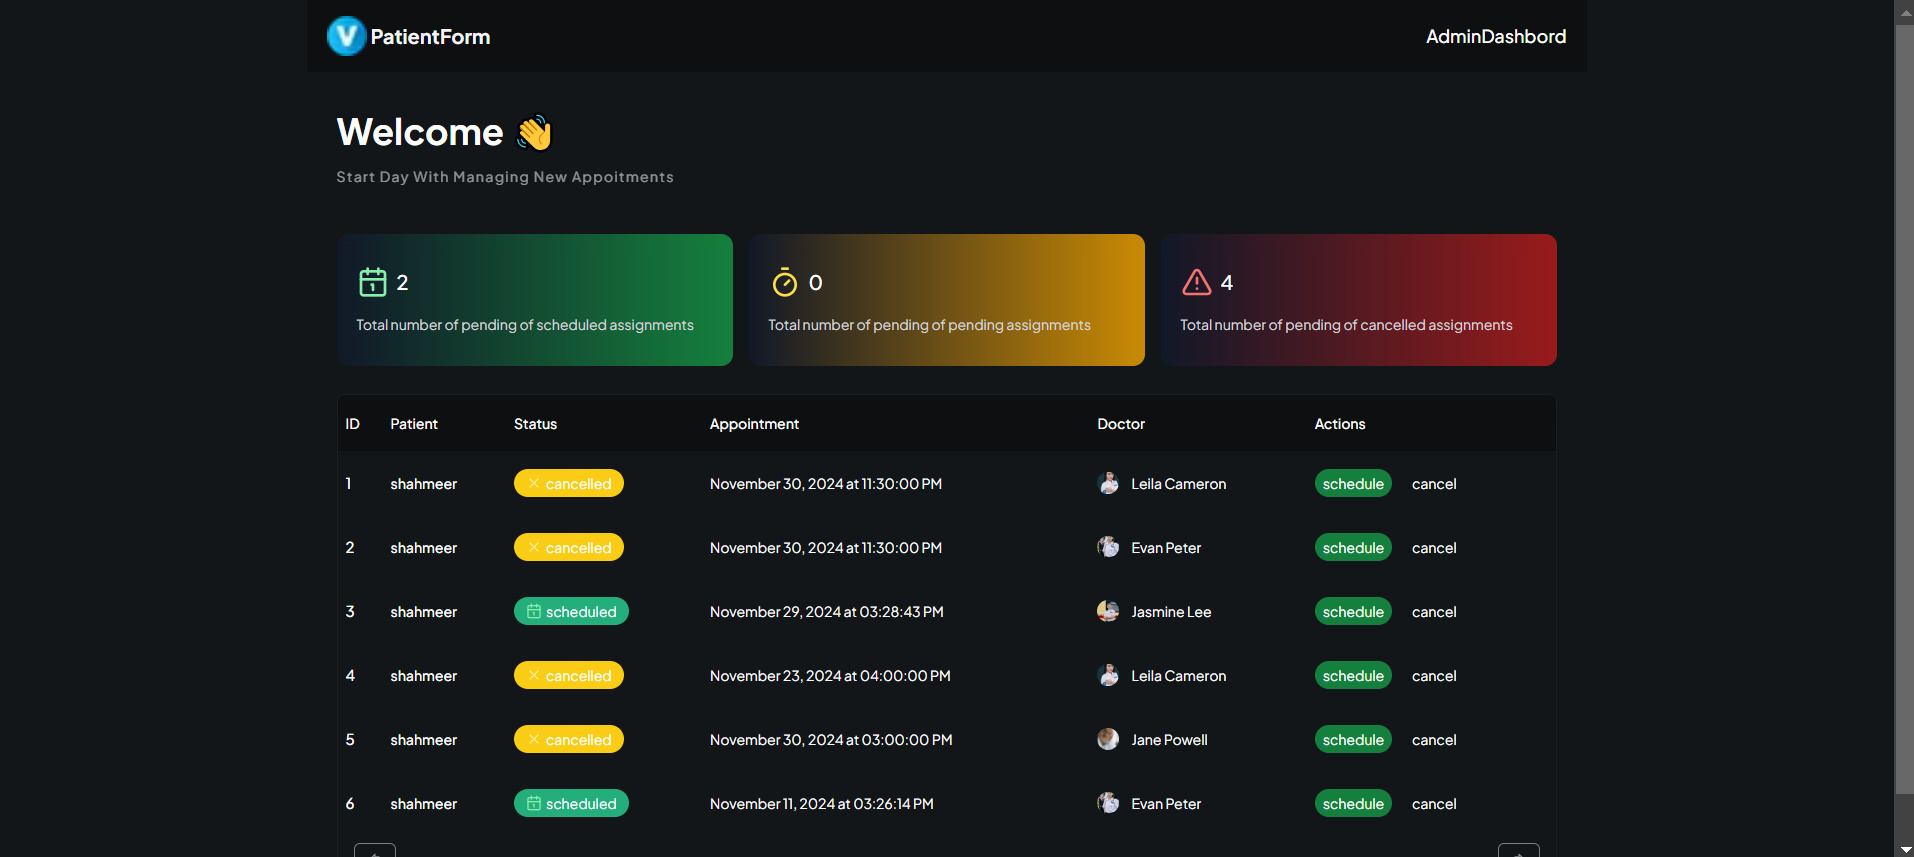 PatientForm AdminDashbord
Welcome 👋
Start Day With Managing New Appoitments
2 0 4
Total number of pending of scheduled assignments Total number of pending of pending assignments Total number of pending of cancelled assignments
ID Patient Status Appointment Doctor Actions
1 shahmeer cancelled November 30, 2024 at 11:30:00 PM Leila Cameron schedule cancel
2 shahmeer cancelled November 30, 2024 at 11:30:00 PM Evan Peter schedule cancel
3 shahmeer scheduled November 29, 2024 at 03:28:43 PM Jasmine Lee schedule cancel
4 shahmeer cancelled November 23, 2024 at 04:00:00 PM Leila Cameron schedule cancel
5 shahmeer cancelled November 30, 2024 at 03:00:00 PM Jane Powell schedule cancel
6 shahmeer scheduled November 11, 2024 at 03:26:14 PM Evan Peter schedule cancel